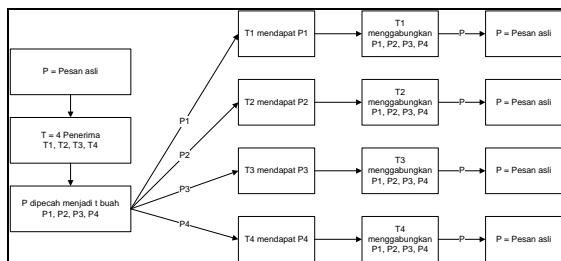 P = Pesan asli
T = 4 Penerima
T1, T2, T3, T4
P dipecah menjadi t buah
P1, P2, P3, P4
P1
P2
P3
P4
T1 mendapat P1
T1
menggabungkan
P1, P2, P3, P4
P
P = Pesan asli
T2 mendapat P2
T2
menggabungkan
P1, P2, P3, P4
P
P = Pesan asli
T3 mendapat P3
T3
menggabungkan
P1, P2, P3, P4
P
P = Pesan asli
T4 mendapat P4
T4
menggabungkan
P1, P2, P3, P4
P
P = Pesan asli